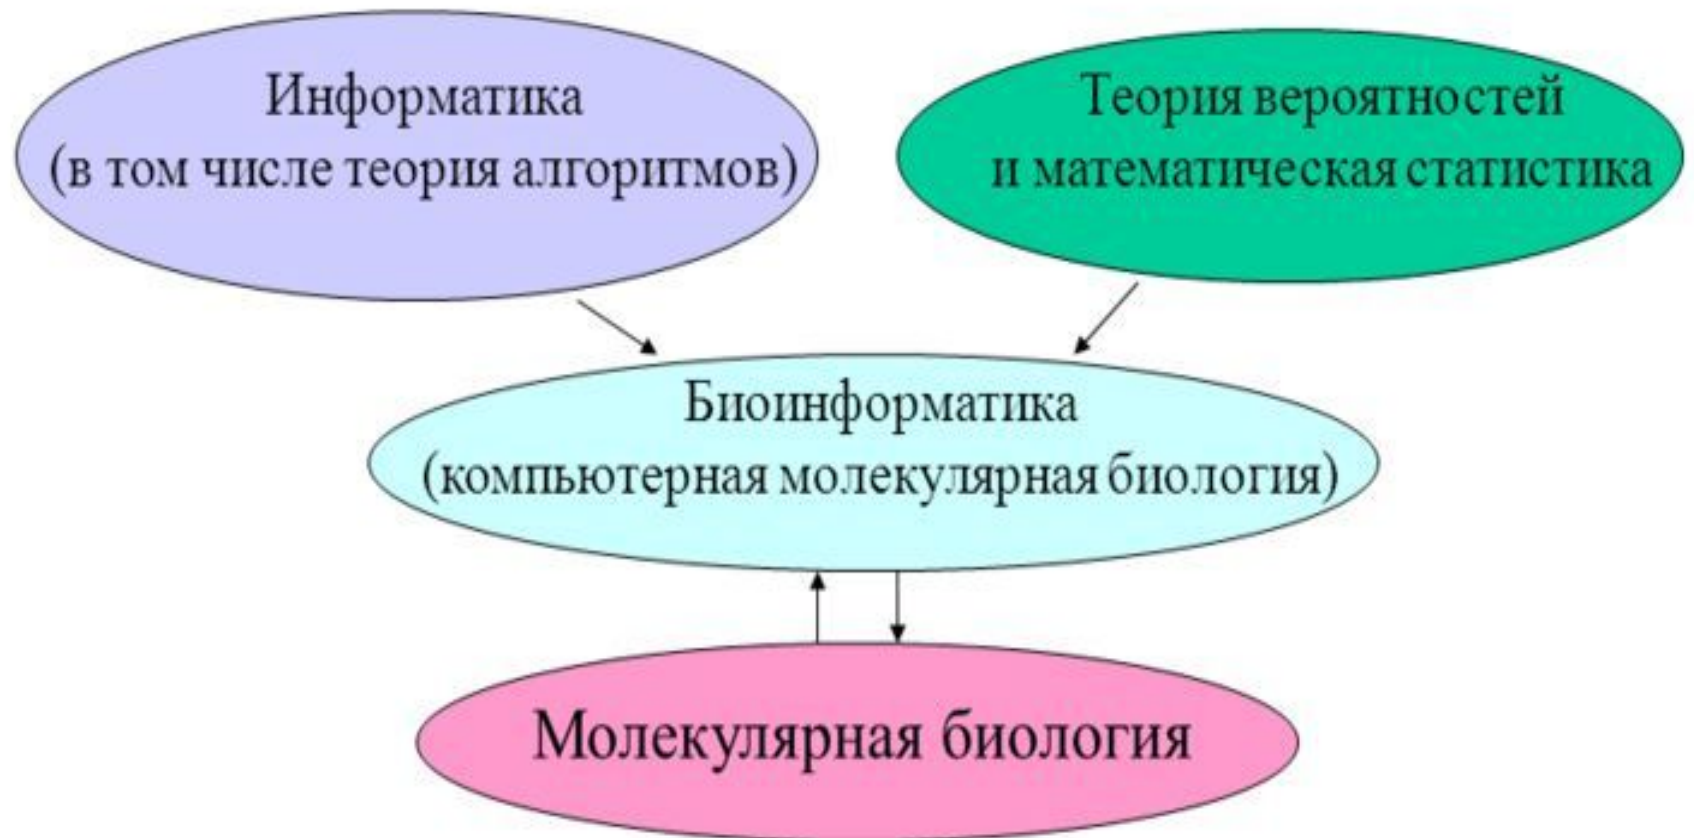 Информатика
(в том числе теория алгоритмов)
Теория вероятностей
и математическая статистика
Биоинформатика
(компьютерная молекулярная биология)
Молекулярная биология